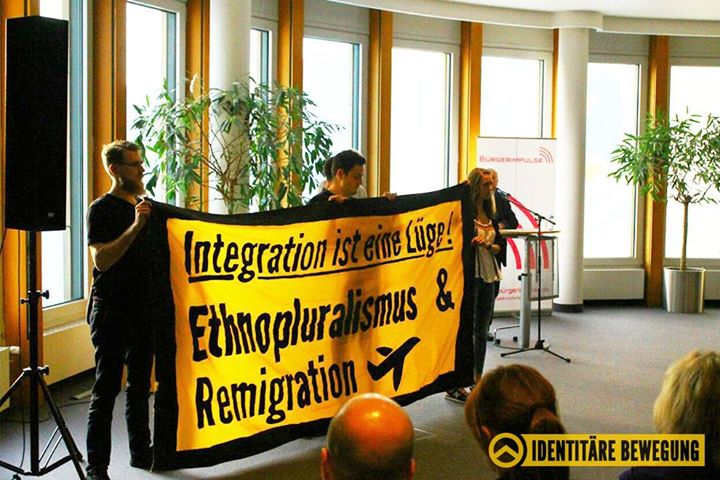 BÜRGERIMPULSE
Integration ist eine Lüge!
Ethnopluralismus &
Remigration
IDENTITÄRE BEWEGUNG